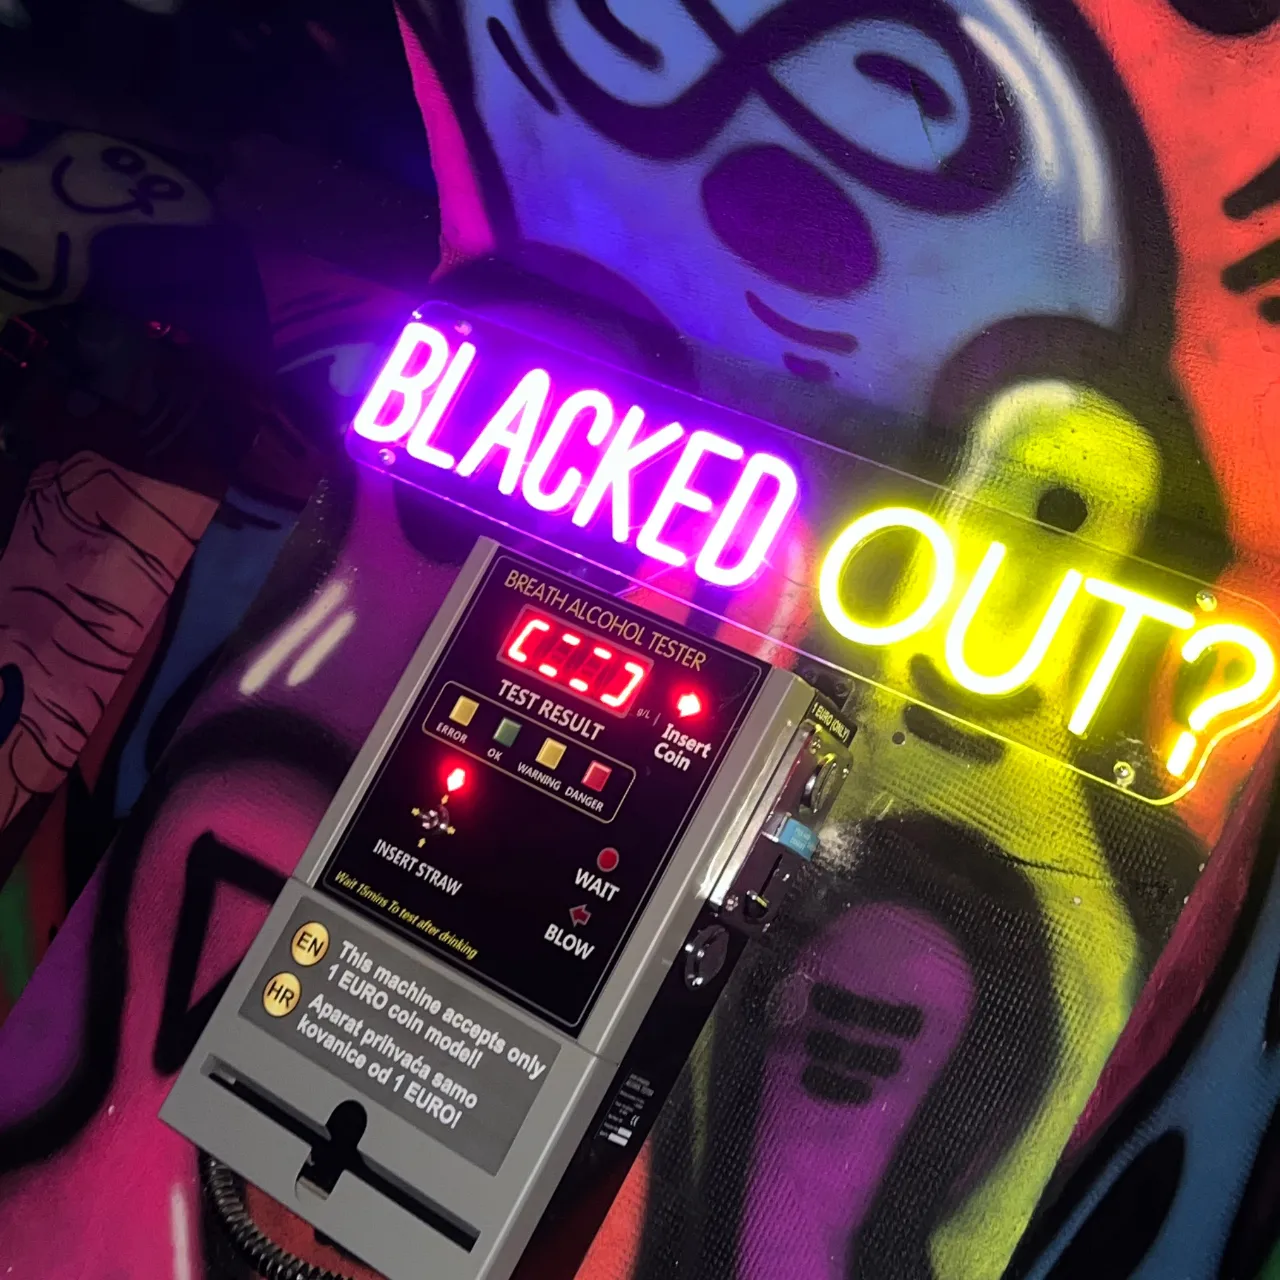 BLACKED OUT?
BREATH ALCOHOL TESTER
g/L
TEST RESULT
Insert
Coin
ERROR
OK
WARNING
DANGER
1 EURO (ONLY)
INSERT STRAW
WAIT
BLOW
Wait 15mins To test after drinking
EN
This machine accepts only
1 EURO coin model!
HR
Aparat prihvaća samo
kovanice od 1 EURO!